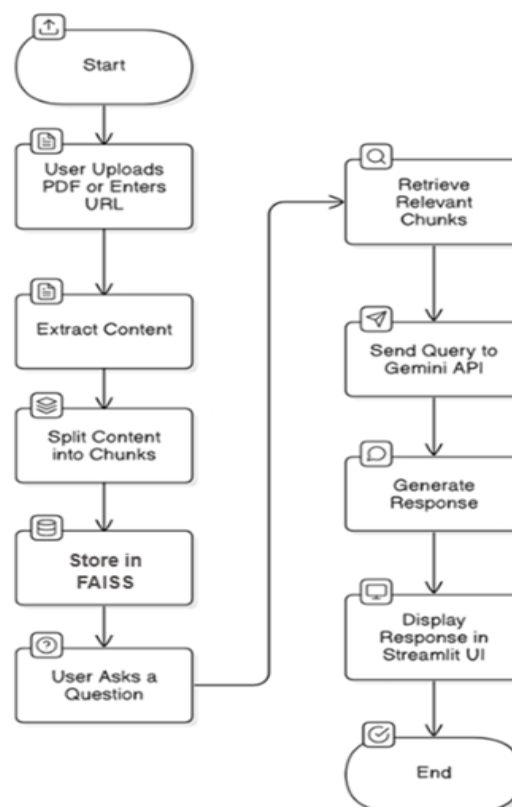 Start
User Uploads
PDF or Enters
URL
Extract Content
Split Content
into Chunks
Store in
FAISS
User Asks a
Question
Retrieve
Relevant
Chunks
Send Query to
Gemini API
Generate
Response
Display
Response in
Streamlit UI
End